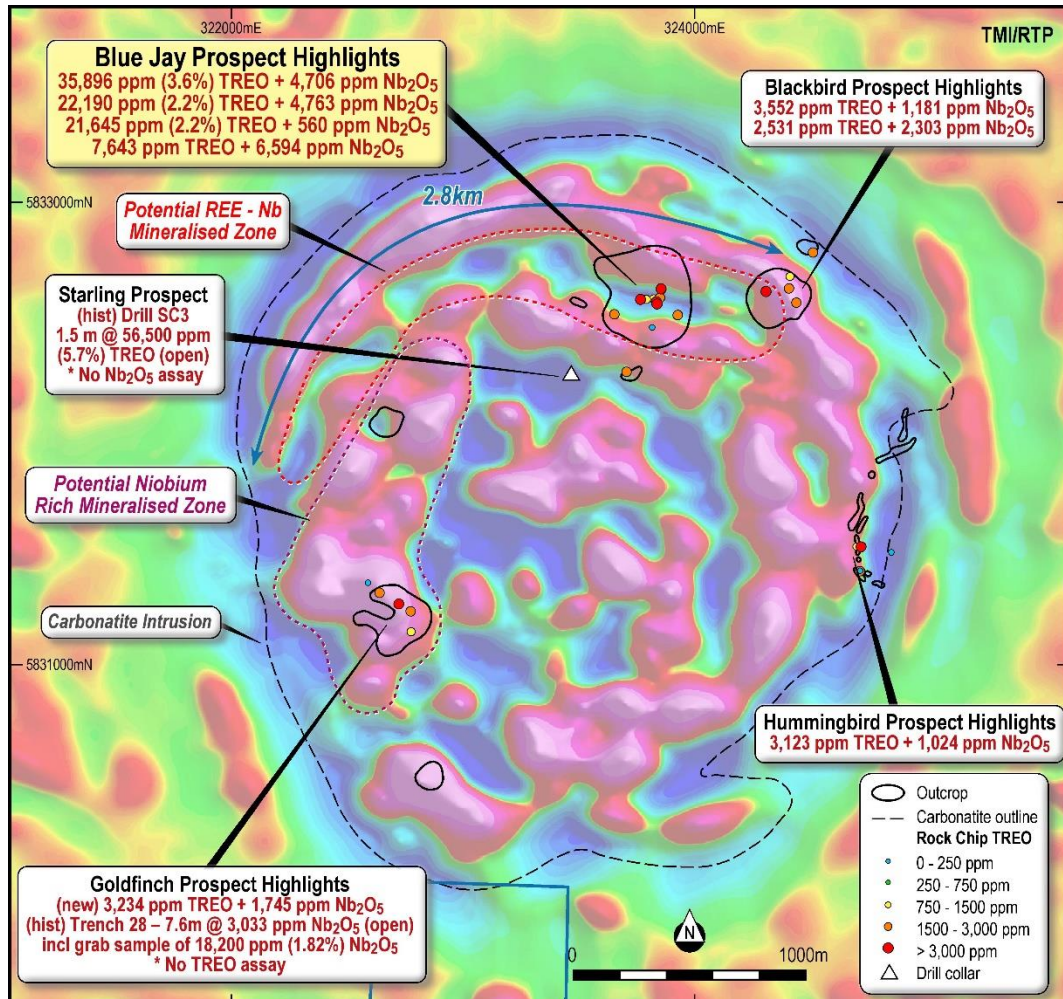 322000mE
324000mE
TMI/RTP
Blue Jay Prospect Highlights
35,896 ppm (3.6%) TREO + 4,706 ppm Nb₂O₅
22,190 ppm (2.2%) TREO + 4,763 ppm Nb₂O₅
21,645 ppm (2.2%) TREO + 560 ppm Nb₂O₅
7,643 ppm TREO + 6,594 ppm Nb₂O₅
Blackbird Prospect Highlights
3,552 ppm TREO + 1,181 ppm Nb₂O₅
2,531 ppm TREO + 2,303 ppm Nb₂O₅
5833000mN
2.8km
Potential REE - Nb
Mineralised Zone
Starling Prospect
(hist) Drill SC3
1.5 m @ 56,500 ppm
(5.7%) TREO (open)
* No Nb₂O₅ assay
Potential Niobium
Rich Mineralised Zone
Carbonatite Intrusion
5831000mN
Hummingbird Prospect Highlights
3,123 ppm TREO + 1,024 ppm Nb₂O₅
Goldfinch Prospect Highlights
(new) 3,234 ppm TREO + 1,745 ppm Nb₂O₅
(hist) Trench 28 – 7.6m @ 3,033 ppm Nb₂O₅ (open)
incl grab sample of 18,200 ppm (1.82%) Nb₂O₅
* No TREO assay
N
0
1000m
Outcrop
Carbonatite outline
Rock Chip TREO
0 - 250 ppm
250 - 750 ppm
750 - 1500 ppm
1500 - 3,000 ppm
> 3,000 ppm
Drill collar